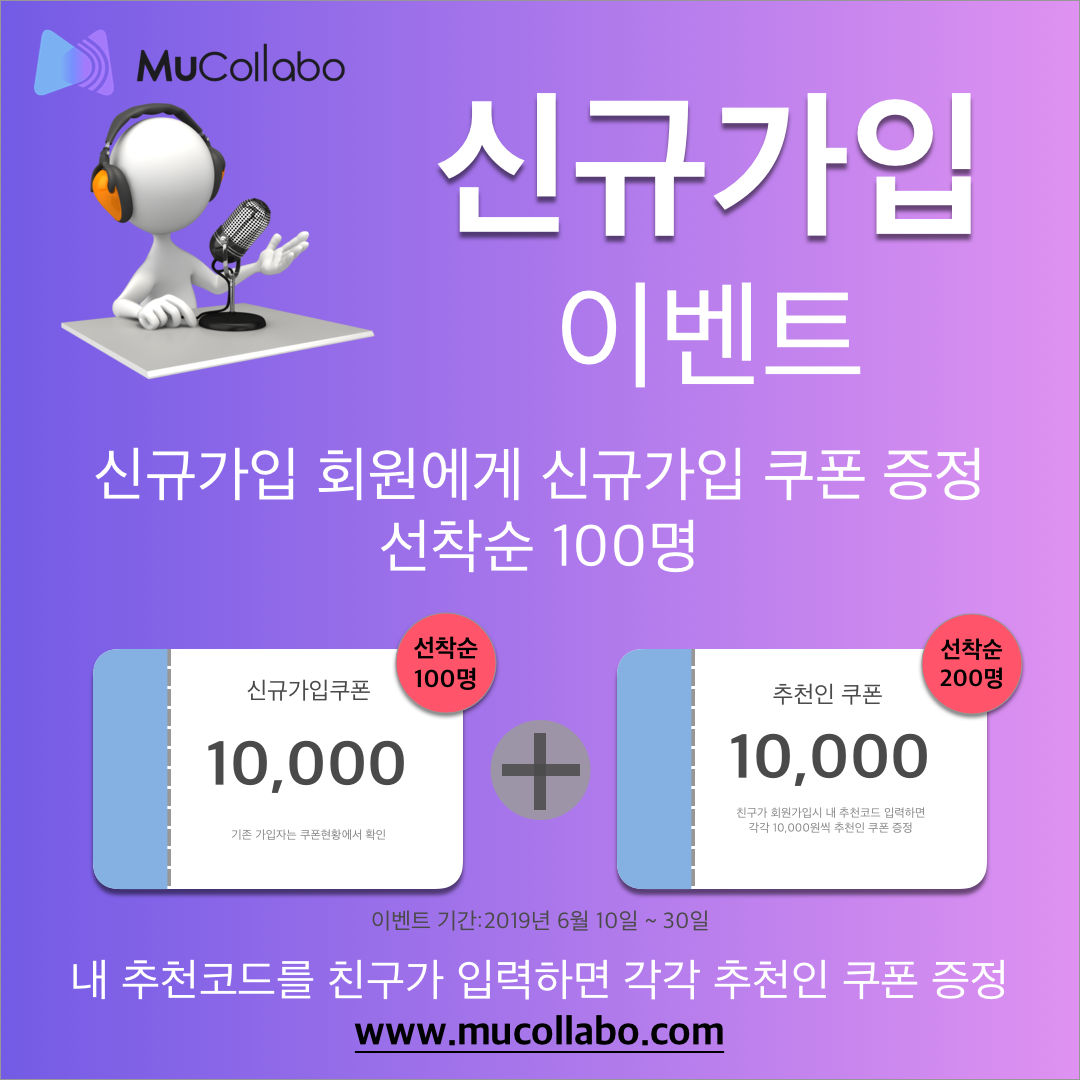 MuCollabo
신규가입
이벤트
신규가입 회원에게 신규가입 쿠폰 증정
선착순 100명
선착순
100명
신규가입쿠폰
10,000
기존 가입자는 쿠폰현황에서 확인
선착순
200명
추천인 쿠폰
10,000
친구가 회원가입시 내 추천코드 입력하면
각각 10,000원씩 추천인 쿠폰 증정
이벤트 기간:2019년 6월 10일 ~ 30일
내 추천코드를 친구가 입력하면 각각 추천인 쿠폰 증정
www.mucollabo.com